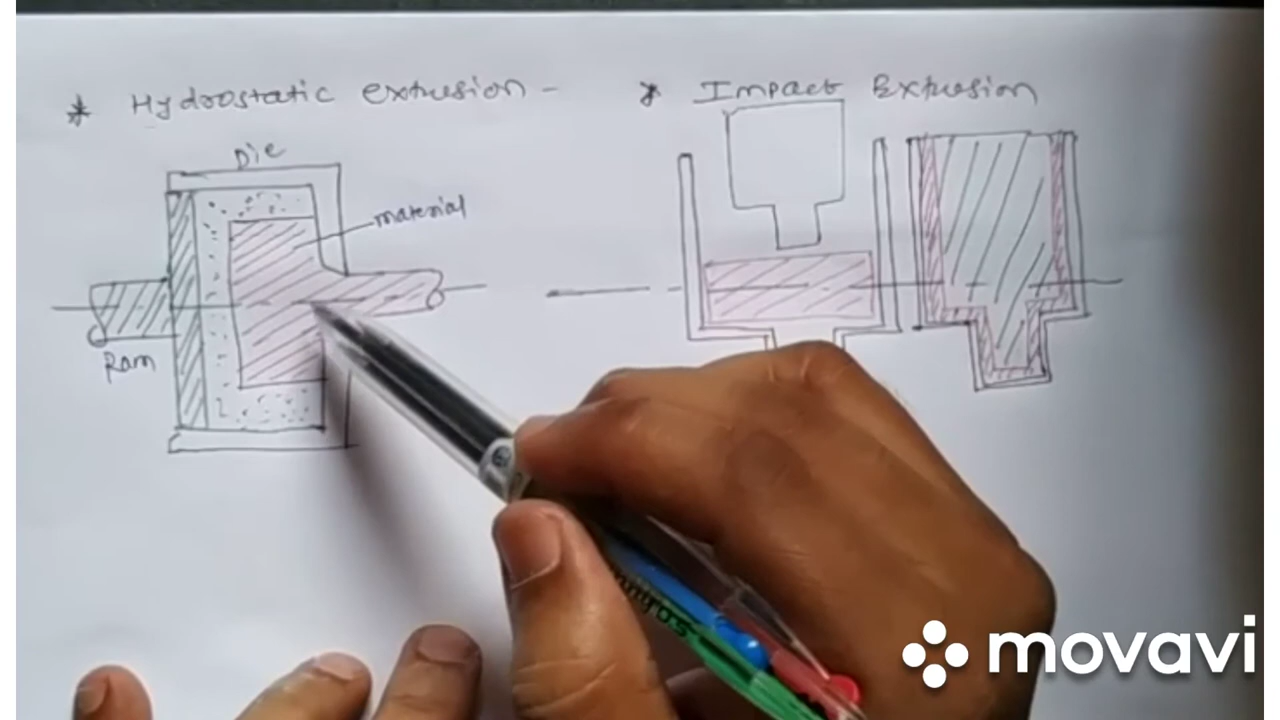 * Hydrostatic extrusion -
Die
material
Ram
* Impact Extrusion
movavi